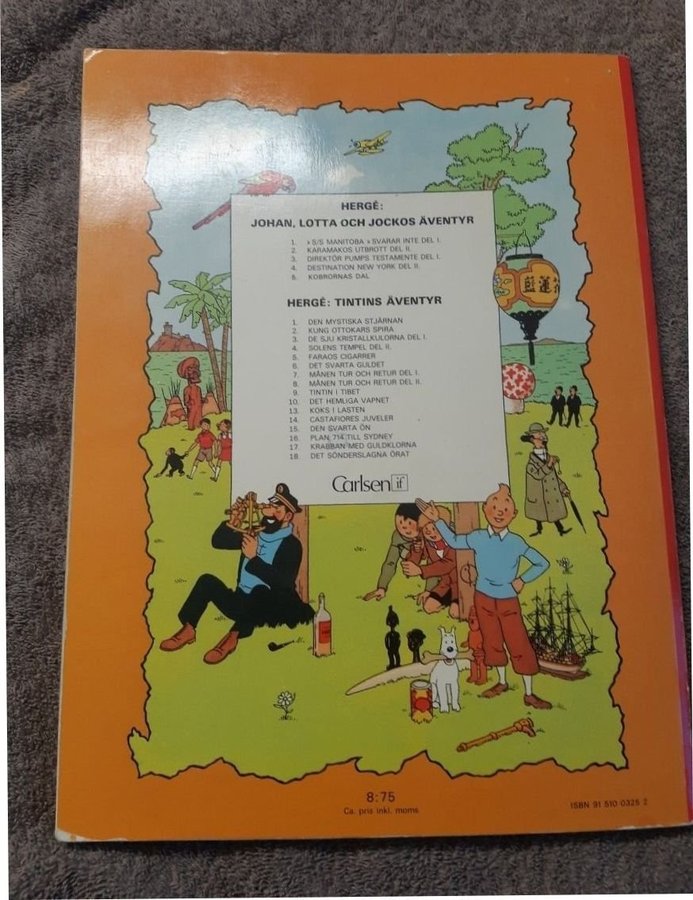 HERGÉ:
JOHAN, LOTTA OCH JOCKOS ÄVENTYR
1. »S/S MANITOBA» SVARAR INTE DEL I.
2. KARAMAKOS UTBROTT DEL II.
3. DIREKTÖR PUMPS TESTAMENTE DEL I.
4. DESTINATION NEW YORK DEL II.
5. KOBRORNAS DAL
HERGÉ: TINTINS ÄVENTYR
1. DEN MYSTISKA STJÄRNAN
2. KUNG OTTOKARS SPIRA
3. DE SJU KRISTALLKULORNA DEL I.
4. SOLENS TEMPEL DEL II.
5. FARAOS CIGARRER
6. DET SVARTA GULDET
7. MÅNEN TUR OCH RETUR DEL I.
8. MÅNEN TUR OCH RETUR DEL II.
9. TINTIN I TIBET
10. DET HEMLIGA VAPNET
13. KOKS I LASTEN
14. CASTAFIORES JUVELER
15. DEN SVARTA ÖN
16. PLAN 714 TILL SYDNEY
17. KRABBAN MED GULDKLORNA
18. DET SÖNDERSLAGNA ÖRAT
Carlsen if
藍蓮
8:75
Ca. pris inkl. moms
ISBN 91 510 0325 2